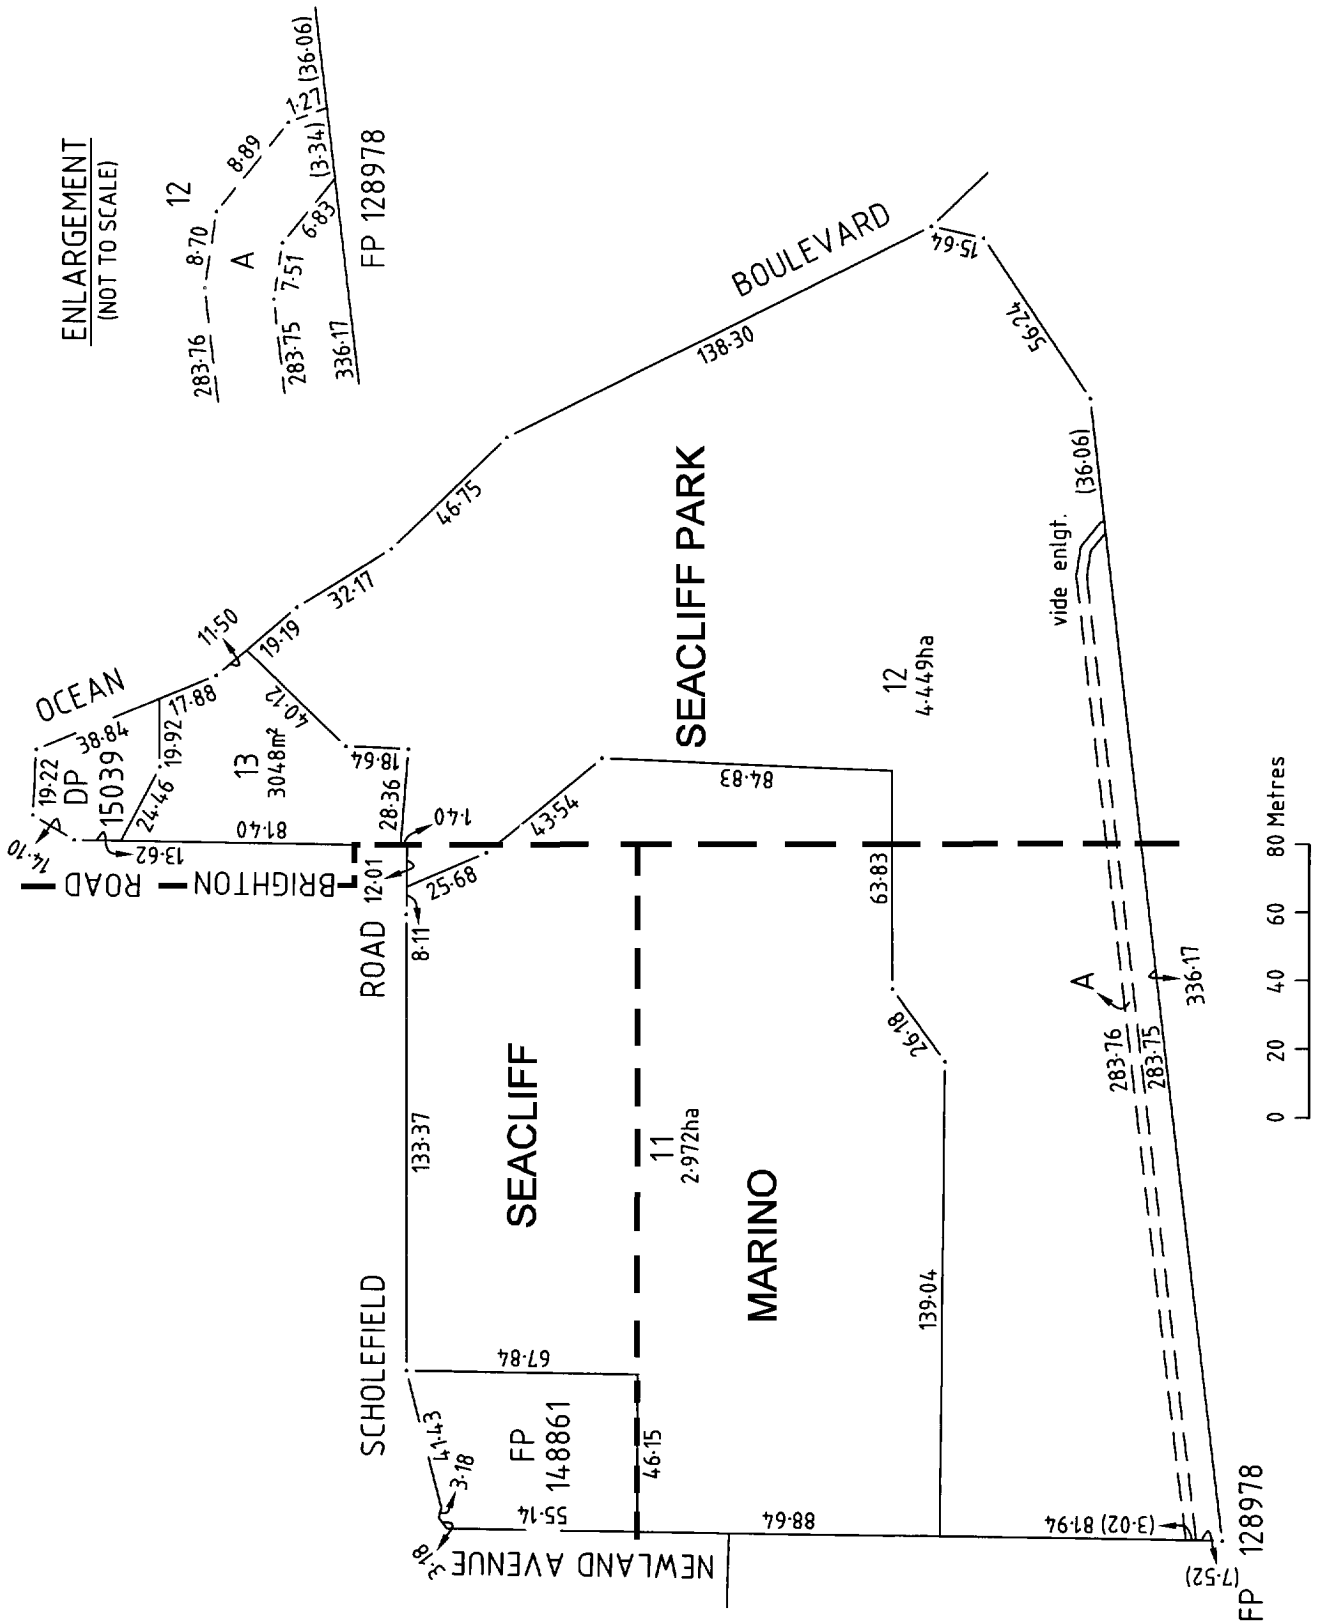 ENLARGEMENT
(NOT TO SCALE)
283·76
8·70
12
8·89
1·27
(36·06)
A
283·75
7·51
6·83
(3·34)
336·17
FP 128978
OCEAN
BOULEVARD
14·10
19·22
38·84
DP
15039
13·62
24·46
19·92
17·88
11·50
19·19
32·17
46·75
138·30
15·64
56·24
(36·06)
BRIGHTON
ROAD
81·40
13
3048m²
40·12
18·64
28·36
1·40
SCHOLEFIELD
ROAD
12·01
8·11
25·68
43·54
84·83
63·83
26·18
139·04
133·37
SEACLIFF
SEACLIFF PARK
MARINO
11
2·972ha
12
4·449ha
vide enlgt.
41·43
3·18
3·18
67·84
FP
148861
55·14
46·15
NEWLAND AVENUE
88·64
81·94
(3·02)
(7·52)
A
283·76
283·75
336·17
FP 128978
0 20 40 60 80 Metres